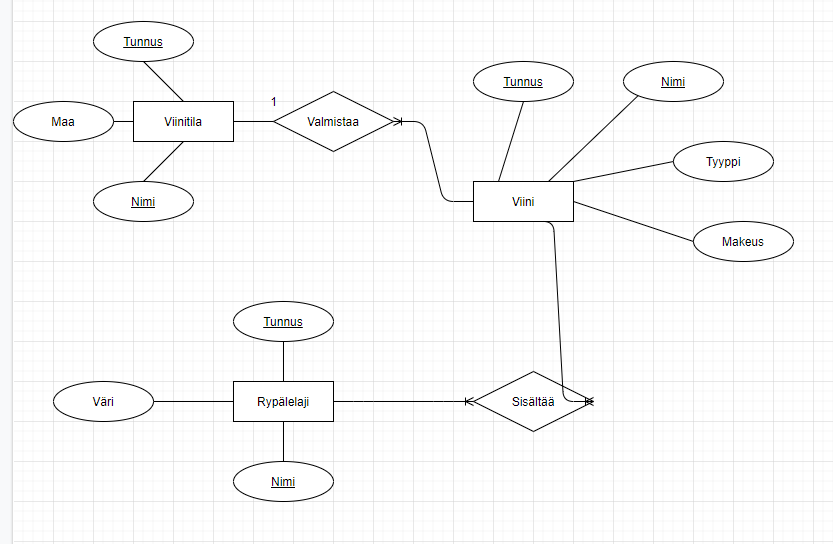 Tunnus
1
Maa
Viinitila
Valmistaa
Nimi
Tunnus
Nimi
Tyyppi
Viini
Makeus
Tunnus
Väri
Rypälelaji
Sisältää
Nimi